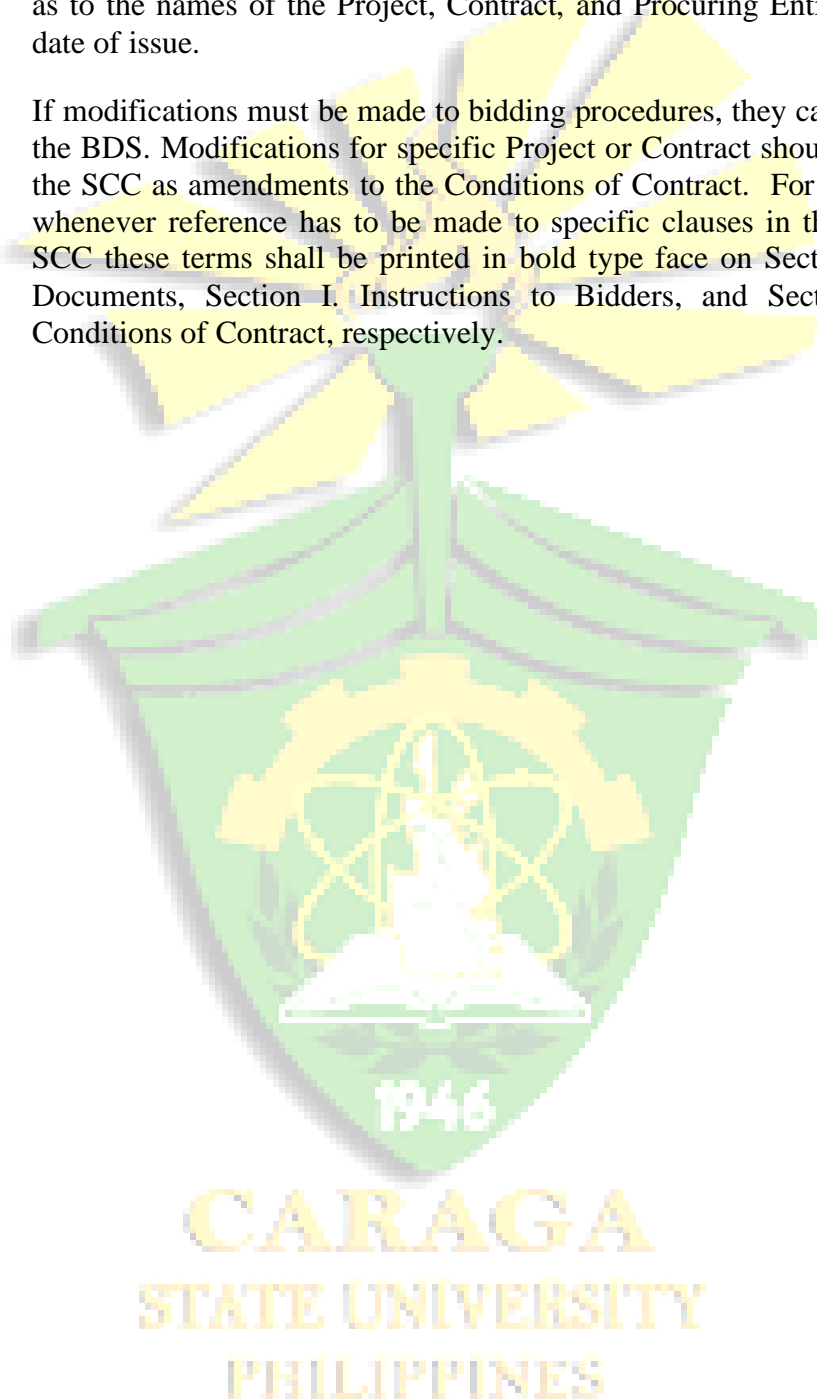 as to the names of the Project, Contract, and Procuring Enti
date of issue.
If modifications must be made to bidding procedures, they ca
the BDS. Modifications for specific Project or Contract shou
the SCC as amendments to the Conditions of Contract. For
whenever reference has to be made to specific clauses in th
SCC these terms shall be printed in bold type face on Sect
Documents, Section I. Instructions to Bidders, and Sect
Conditions of Contract, respectively.
1946
CARAGA
STATE UNIVERSITY
PHILIPPINES